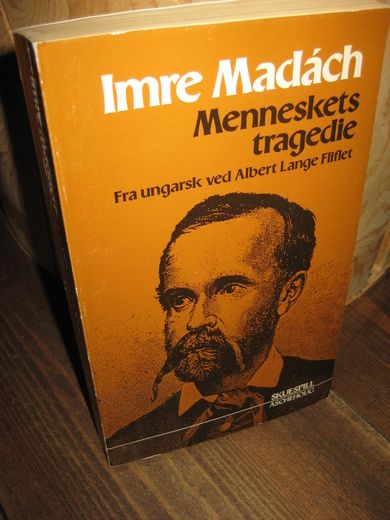 Imre Madách
Menneskets
tragedie
Fra ungarsk ved Albert Lange Fliflet
SKUESPILL
ASCHEHOUG